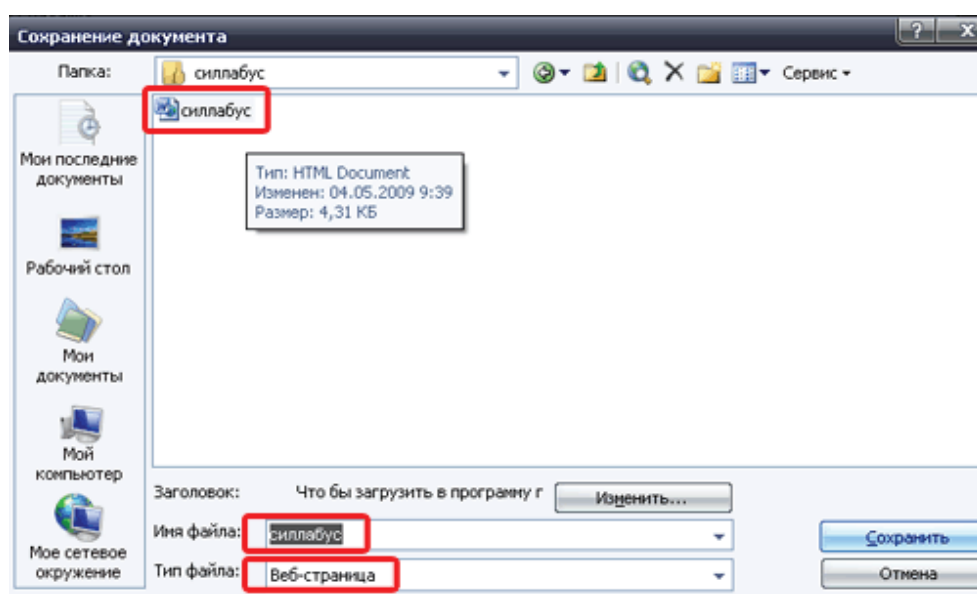 Сохранение документа
Папка:
силлабус
Сервис
силлабус
Тип: HTML Document
Изменен: 04.05.2009 9:39
Размер: 4,31 КБ
Мои последние
документы
Рабочий стол
Мои
документы
Мой
компьютер
Мое сетевое
окружение
Заголовок:
Что бы загрузить в программу г
Изменить...
Имя файла:
силлабус
Сохранить
Тип файла:
Веб-страница
Отмена